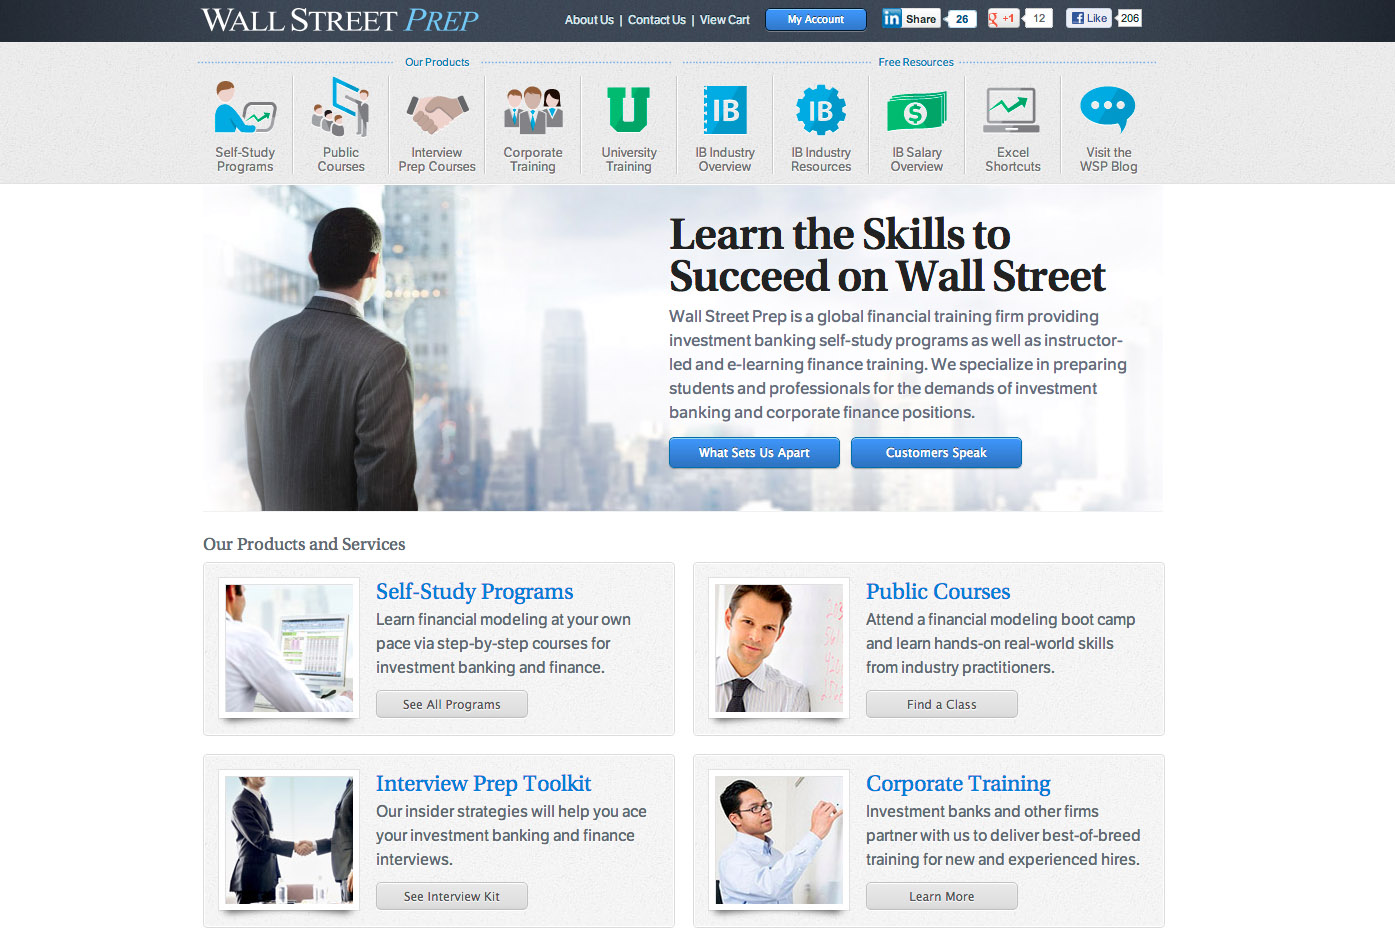 WALL STREET PREP
About Us | Contact Us | View Cart
My Account
in Share 26
g +1 12
f Like 206
Our Products
Free Resources
Self-Study
Programs
Public
Courses
Interview
Prep Courses
Corporate
Training
U
University
Training
IB
IB Industry
Overview
IB
IB Industry
Resources
$
IB Salary
Overview
Excel
Shortcuts
Visit the
WSP Blog
Learn the Skills to
Succeed on Wall Street
Wall Street Prep is a global financial training firm providing
investment banking self-study programs as well as instructor-
led and e-learning finance training. We specialize in preparing
students and professionals for the demands of investment
banking and corporate finance positions.
What Sets Us Apart
Customers Speak
Our Products and Services
Self-Study Programs
Learn financial modeling at your own
pace via step-by-step courses for
investment banking and finance.
See All Programs
Public Courses
Attend a financial modeling boot camp
and learn hands-on real-world skills
from industry practitioners.
Find a Class
Interview Prep Toolkit
Our insider strategies will help you ace
your investment banking and finance
interviews.
See Interview Kit
Corporate Training
Investment banks and other firms
partner with us to deliver best-of-breed
training for new and experienced hires.
Learn More